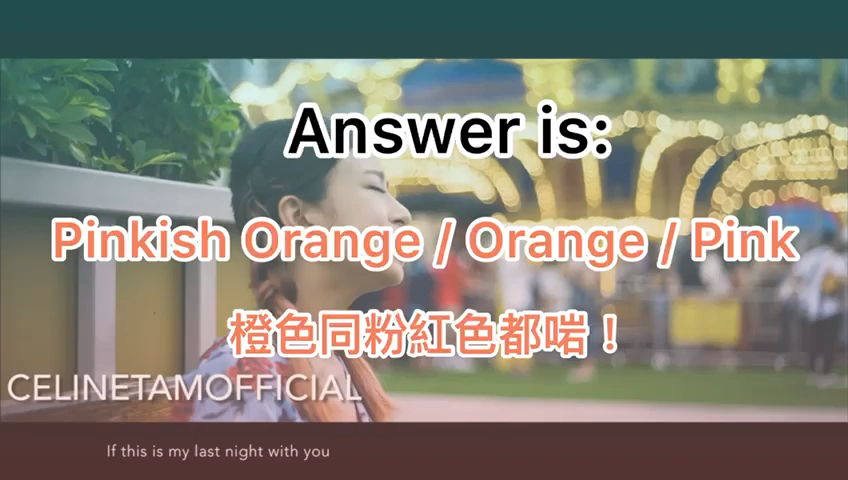 Answer is:
Pinkish Orange / Orange / Pink
橙色同粉紅色都啱！
CELINETAMOFFICIAL
If this is my last night with you